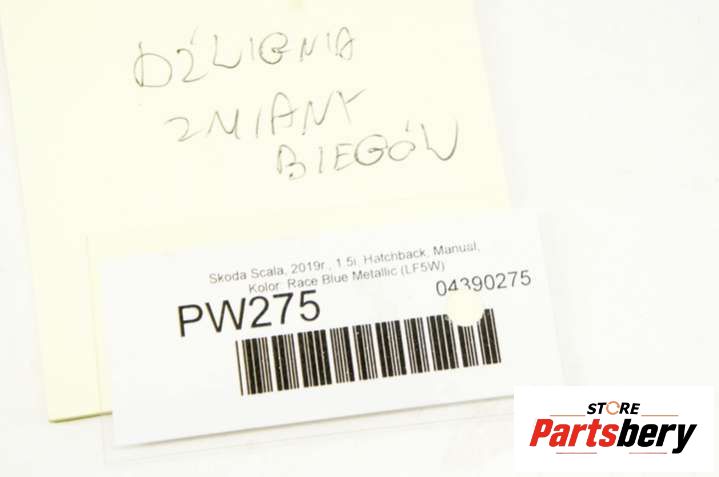 DŹWIGNIA
ZMIANY
BIEGÓW
Skoda Scala, 2019r., 1.5i, Hatchback, Manual,
Kolor: Race Blue Metallic (LF5W)
PW275
04390275
STORE
Partsbery